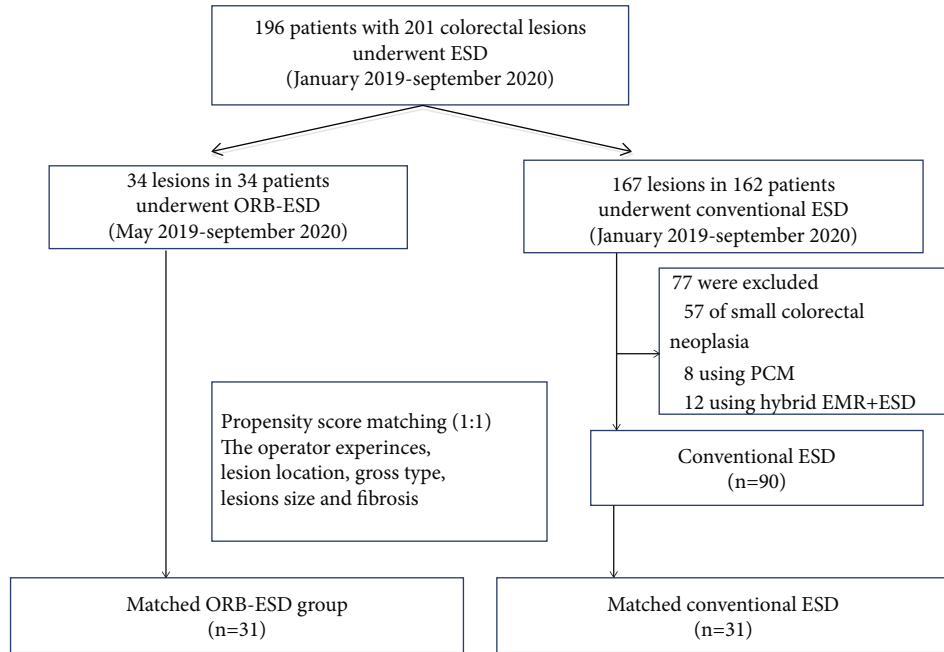 196 patients with 201 colorectal lesions
underwent ESD
(January 2019-september 2020)
34 lesions in 34 patients
underwent ORB-ESD
(May 2019-september 2020)
167 lesions in 162 patients
underwent conventional ESD
(January 2019-september 2020)
77 were excluded
57 of small colorectal
neoplasia
8 using PCM
12 using hybrid EMR+ESD
Propensity score matching (1:1)
The operator experinces,
lesion location, gross type,
lesions size and fibrosis
Conventional ESD
(n=90)
Matched ORB-ESD group
(n=31)
Matched conventional ESD
(n=31)